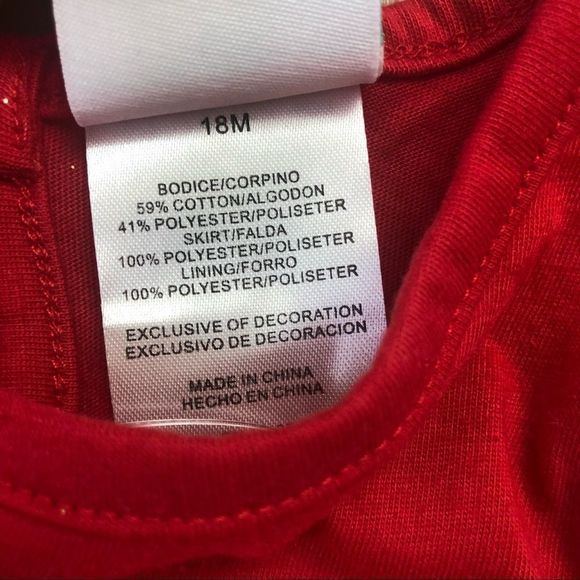 18M
BODICE/CORPINO
59% COTTON/ALGODON
41% POLYESTER/POLISETER
SKIRT/FALDA
100% POLYESTER/POLISETER
LINING/FORRO
100% POLYESTER/POLISETER
EXCLUSIVE OF DECORATION
EXCLUSIVO DE DECORACION
MADE IN CHINA
HECHO EN CHINA